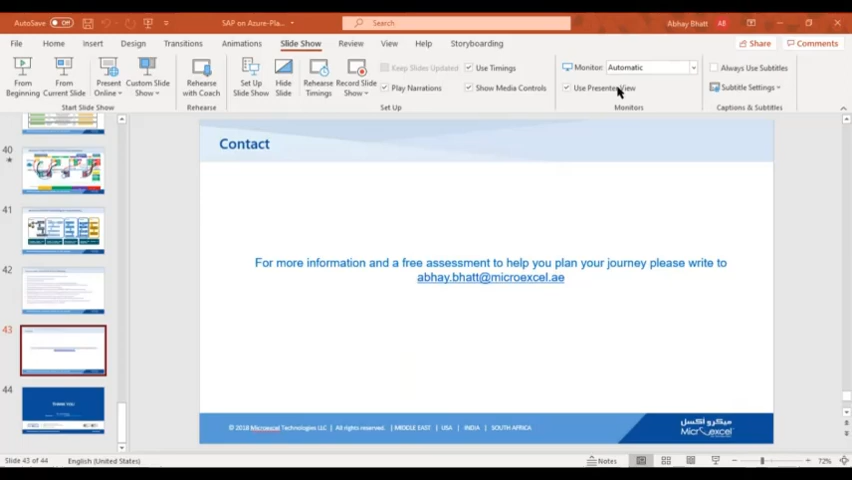 AutoSave Off
SAP on Azure-Pla...
Search
Abhay Bhatt AB
File Home Insert Design Transitions Animations Slide Show Review View Help Storyboarding
Share Comments
From Beginning
From Current Slide
Present Online
Custom Slide Show
Start Slide Show
Rehearse with Coach
Rehearse
Set Up Slide Show
Hide Slide
Rehearse Timings
Record Slide Show
Keep Slides Updated
Play Narrations
Use Timings
Show Media Controls
Set Up
Monitor: Automatic
Use Presenter View
Monitors
Always Use Subtitles
Subtitle Settings
Captions & Subtitles
40
41
42
43
44
THANK YOU
Contact
For more information and a free assessment to help you plan your journey please write to
abhay.bhatt@microexcel.ae
© 2018 Microexcel Technologies LLC | All rights reserved. | MIDDLE EAST | USA | INDIA | SOUTH AFRICA
ميكرو أكسل
Microexcel
Slide 43 of 44 English (United States)
Notes
72%